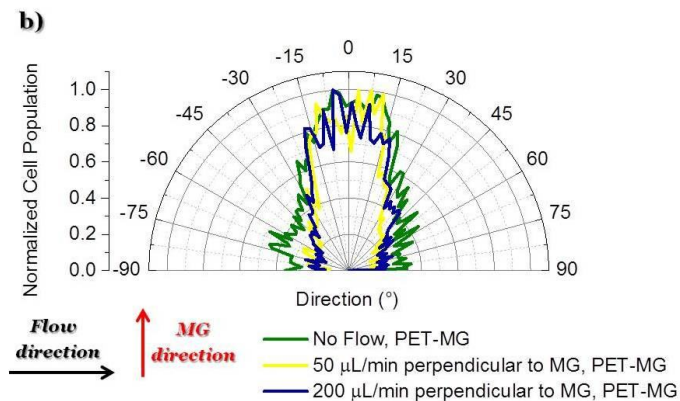 b)
0
-15
15
-30
30
-45
45
-60
60
-75
75
-90
90
1.0
0.8
0.6
0.4
0.2
0.0
Normalized Cell Population
Direction (°)
Flow
direction
MG
direction
No Flow, PET-MG
50 µL/min perpendicular to MG, PET-MG
200 µL/min perpendicular to MG, PET-MG